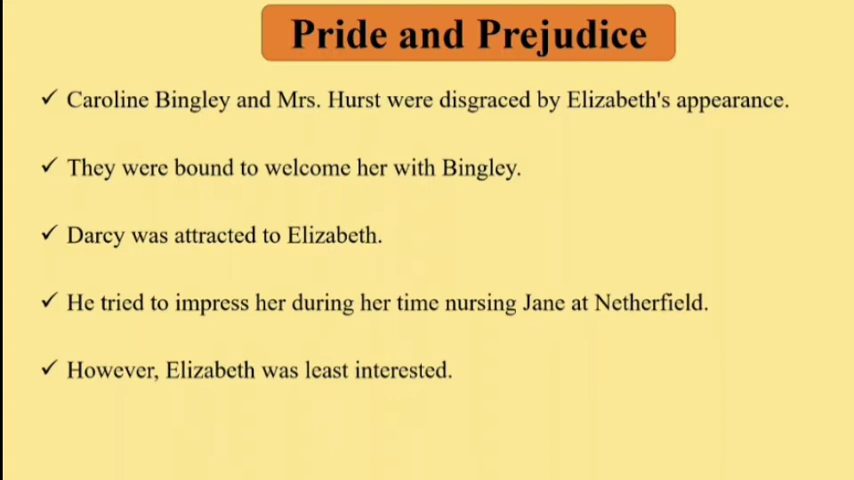 Pride and Prejudice
✓ Caroline Bingley and Mrs. Hurst were disgraced by Elizabeth's appearance.
✓ They were bound to welcome her with Bingley.
✓ Darcy was attracted to Elizabeth.
✓ He tried to impress her during her time nursing Jane at Netherfield.
✓ However, Elizabeth was least interested.